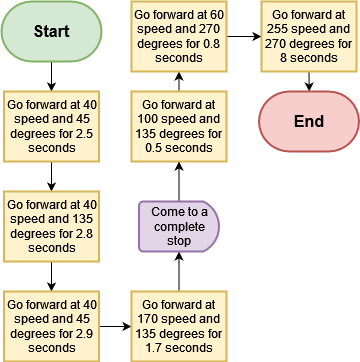 Start
Go forward at 40
speed and 45
degrees for 2.5
seconds
Go forward at 40
speed and 135
degrees for 2.8
seconds
Go forward at 40
speed and 45
degrees for 2.9
seconds
Go forward at
170 speed and
135 degrees for
1.7 seconds
Come to a
complete
stop
Go forward at
100 speed and
135 degrees for
0.5 seconds
Go forward at 60
speed and 270
degrees for 0.8
seconds
Go forward at
255 speed and
270 degrees for
8 seconds
End